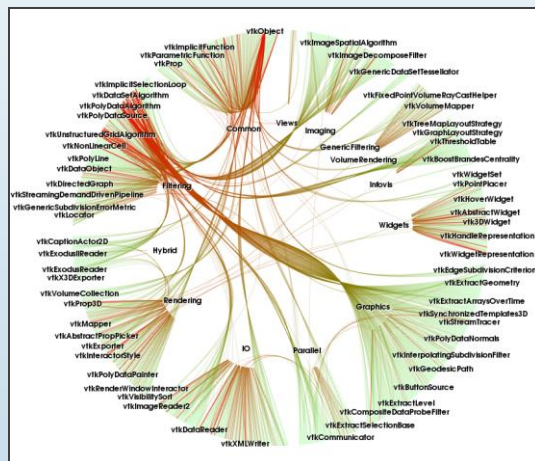 vtkObject
vtkImplicitFunction
vtkParametricFunction
vtkProp
vtkImageSpatialAlgorithm
vtkImageDecomposeFilter
vtkGenericDataSetTessellator
vtkImplicitSelectionLoop
vtkDataSetAlgorithm
vtkPolyDataAlgorithm
vtkPolyDataSource
vtkFixedPointVolumeRayCastHelper
vtkVolumeMapper
Common
Views
Imaging
vtkTreeMapLayoutStrategy
vtkGraphLayoutStrategy
vtkThresholdTable
vtkUnstructuredGridAlgorithm
vtkNonLinearCell
GenericFiltering
VolumeRendering
vtkBoostBrandesCentrality
vtkPolyLine
vtkDataObject
vtkDirectedGraph
Filtering
Infovis
vtkWidgetSet
vtkPointPlacer
vtkStreamingDemandDrivenPipeline
vtkGenericSubdivisionErrorMetric
vtkLocator
vtkHoverWidget
vtkAbstractWidget
vtk3DWidget
Widgets
vtkHandleRepresentation
vtkCaptionActor2D
vtkExodusIIReader
Hybrid
vtkWidgetRepresentation
vtkExodusReader
vtkX3DExporter
vtkEdgeSubdivisionCriterion
vtkExtractGeometry
vtkVolumeCollection
vtkProp3D
Rendering
Graphics
vtkExtractArraysOverTime
vtkSynchronizedTemplates3D
vtkStreamTracer
vtkMapper
vtkAbstractPropPicker
vtkExporter
vtkInteractorStyle
vtkPolyDataNormals
IO
Parallel
vtkInterpolatingSubdivisionFilter
vtkGeodesicPath
vtkPolyDataPainter
vtkButtonSource
vtkRenderWindowInteractor
vtkVisibilitySort
vtkImageReader2
vtkExtractLevel
vtkCompositeDataProbeFilter
vtkDataReader
vtkXMLWriter
vtkExtractSelectionBase
vtkCommunicator